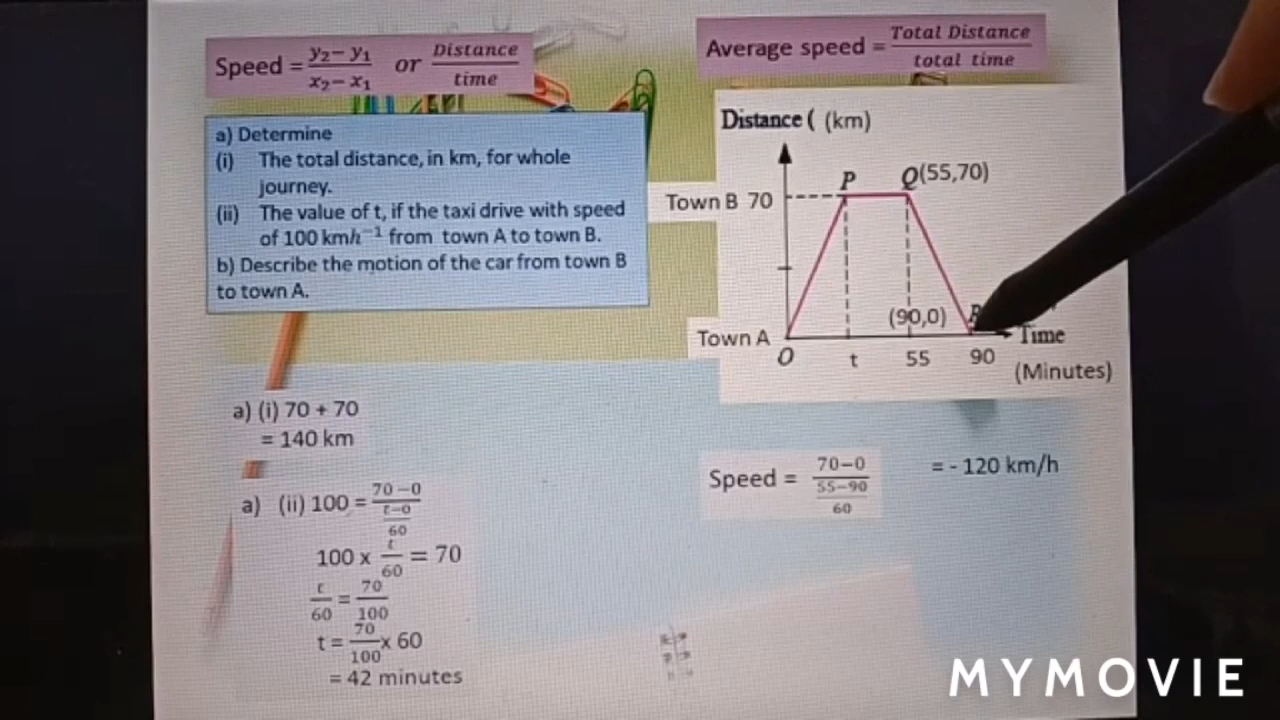 Speed = y₂− y₁ / x₂− x₁ or Distance / time
Average speed = Total Distance / total time
a) Determine
(i) The total distance, in km, for whole
journey.
(ii) The value of t, if the taxi drive with speed
of 100 kmh⁻¹ from town A to town B.
b) Describe the motion of the car from town B
to town A.
Distance ( (km)
P
Q(55,70)
Town B 70
(90,0)
Town A
Time
O
t
55
90
(Minutes)
a) (i) 70 + 70
= 140 km
a) (ii) 100 = 70 −0 / t−0 / 60
100 x t / 60 = 70
t / 60 = 70 / 100
t = 70 / 100 x 60
= 42 minutes
Speed = 70−0 / 55−90 / 60
= - 120 km/h
MYMOVIE